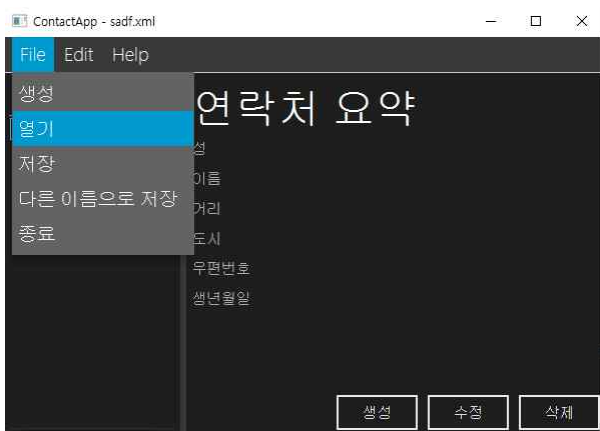 ContactApp - sadf.xml
File Edit Help
생성
열기
저장
다른 이름으로 저장
종료
연락처 요약
성
이름
거리
도시
우편번호
생년월일
생성 수정 삭제